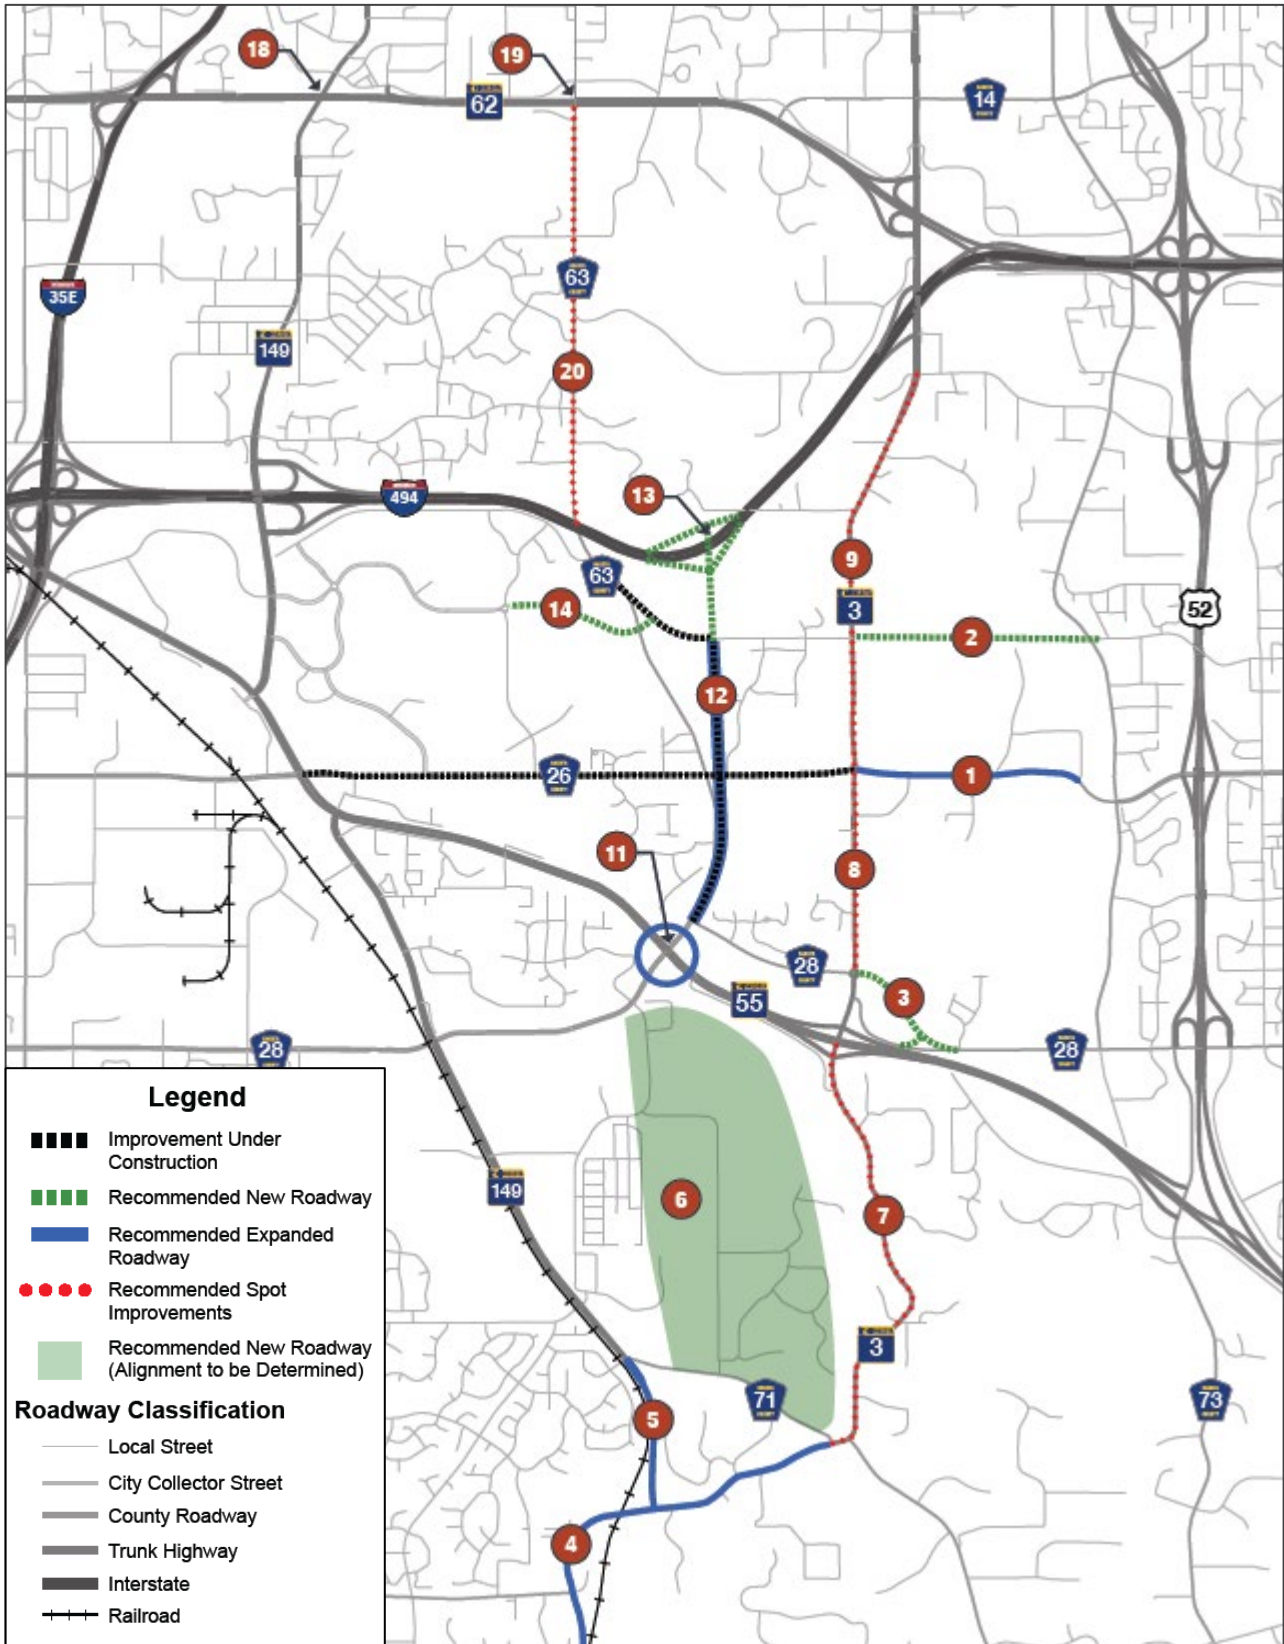 18
19
62
14
63
35E
149
20
13
494
9
63
14
3
52
2
12
26
1
11
8
28
3
55
28
28
Legend
Improvement Under
Construction
Recommended New Roadway
Recommended Expanded
Roadway
Recommended Spot
Improvements
Recommended New Roadway
(Alignment to be Determined)
Roadway Classification
Local Street
City Collector Street
County Roadway
Trunk Highway
Interstate
Railroad
149
6
7
3
71
73
5
4